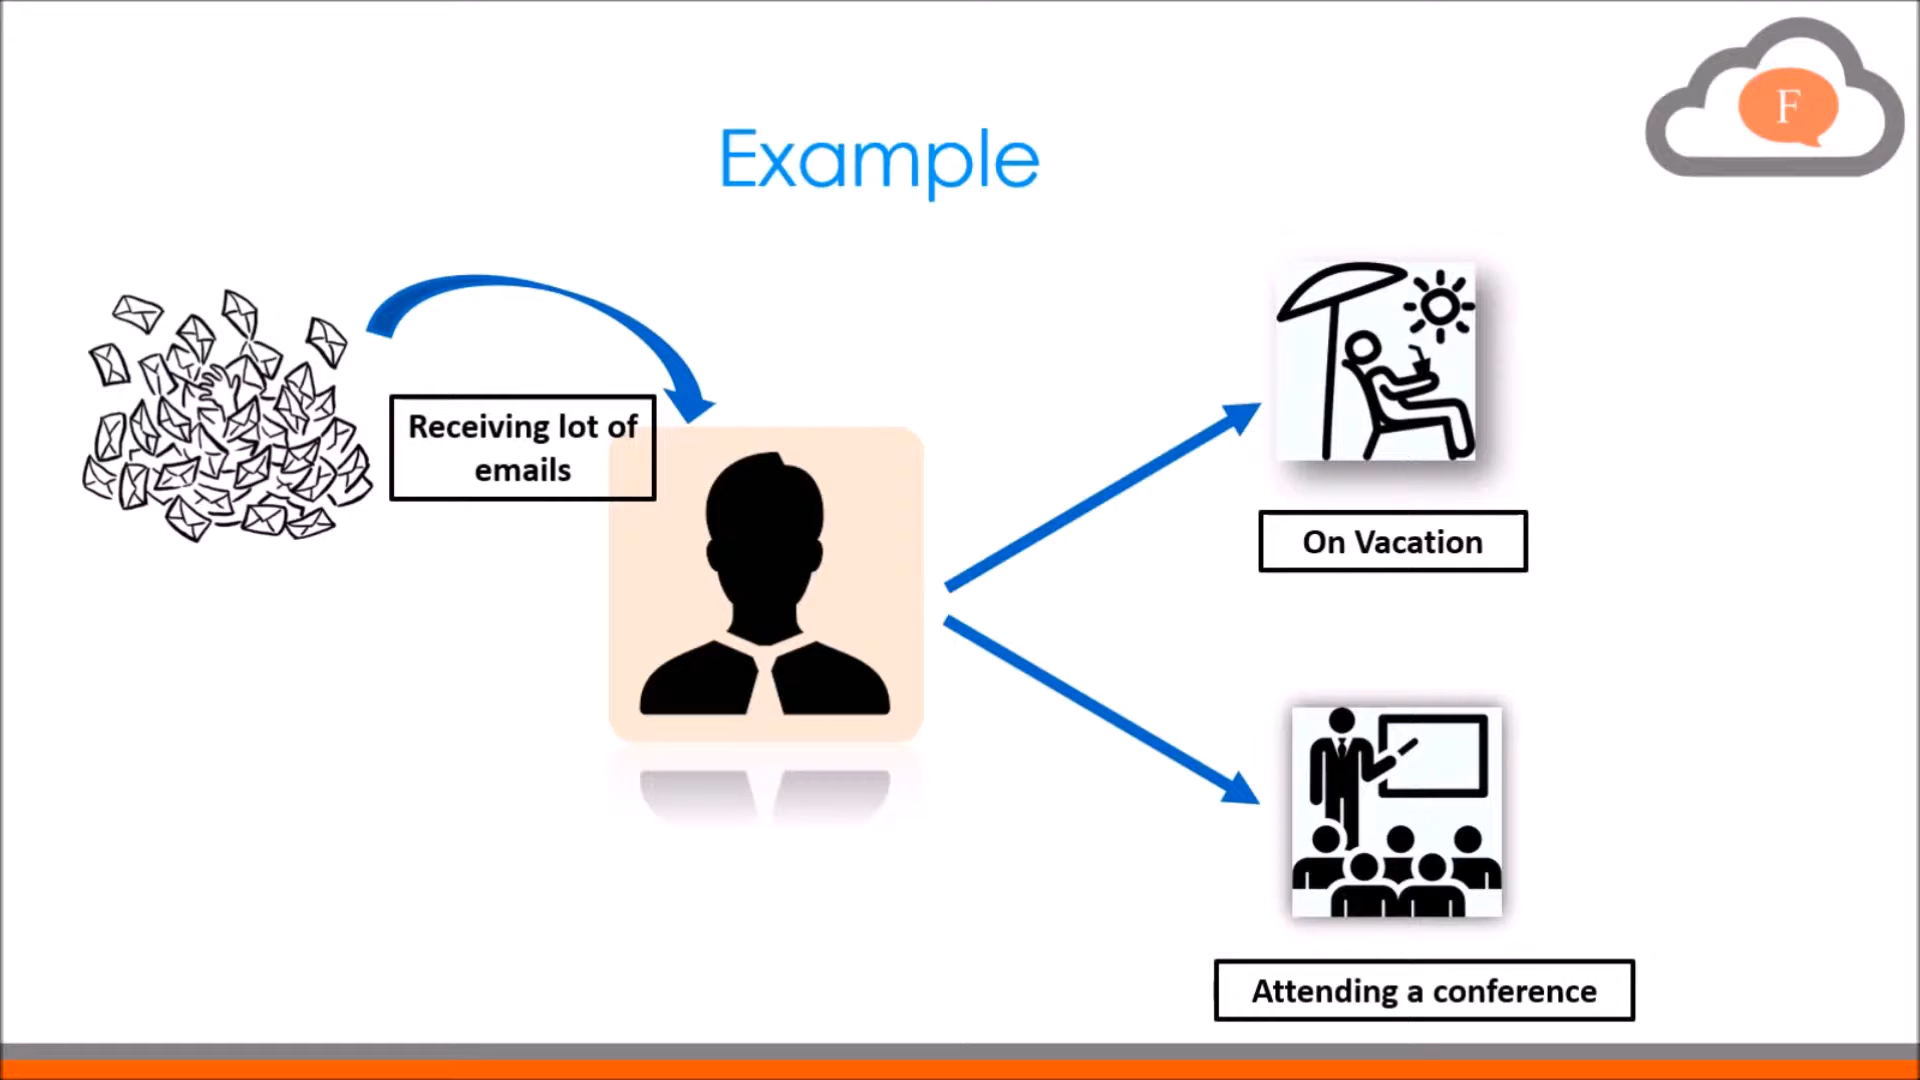 F
Example
Receiving lot of
emails
On Vacation
Attending a conference